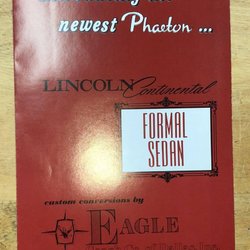 newest Phaeton ...
LINCOLN Continental
FORMAL
SEDAN
custom conversions by
EAGLE